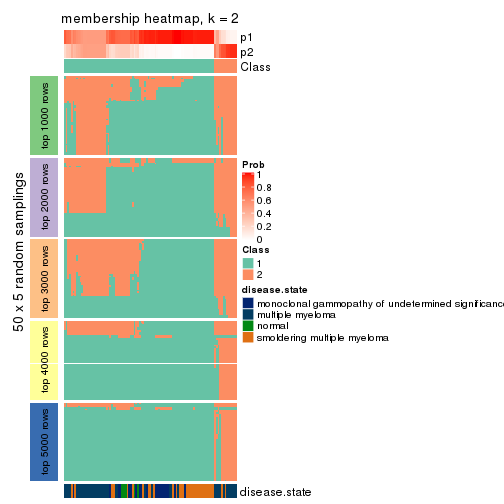 membership heatmap, k = 2
p1
p2
Class
50 x 5 random samplings
top 1000 rows
top 2000 rows
top 3000 rows
top 4000 rows
top 5000 rows
Prob
1
0.8
0.6
0.4
0.2
0
Class
1
2
disease.state
monoclonal gammopathy of undetermined significance
multiple myeloma
normal
smoldering multiple myeloma
disease.state